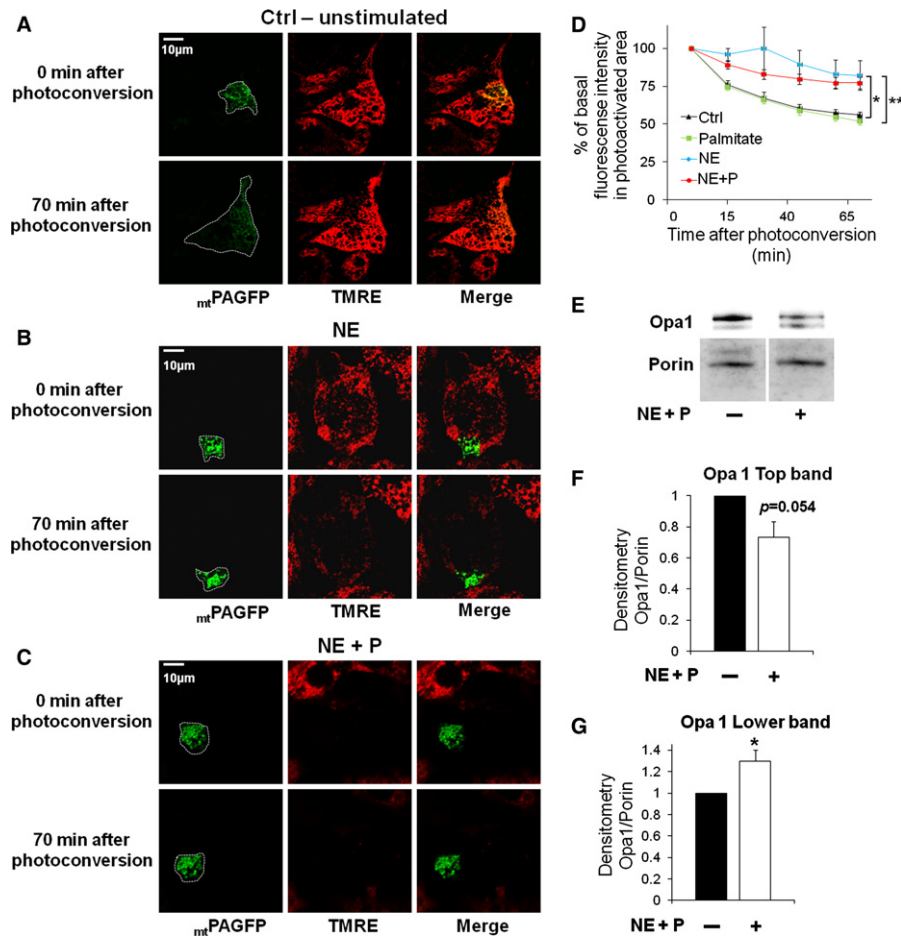 A
Ctrl – unstimulated
10µm
0 min after
photoconversion
70 min after
photoconversion
mtPAGFP TMRE Merge
B
NE
10µm
0 min after
photoconversion
70 min after
photoconversion
mtPAGFP TMRE Merge
C
NE + P
10µm
0 min after
photoconversion
70 min after
photoconversion
mtPAGFP TMRE Merge
D
% of basal
fluorescense intensity
in photoactivated area
100
75
50
25
0
0 15 40 65
Ctrl
Palmitate
NE
NE+P
* **
Time after photoconversion
(min)
E
Opa1
Porin
NE + P – +
F
Opa 1 Top band
Densitometry
Opa1/Porin
1
0.8
0.6
0.4
0.2
0
p=0.054
NE + P – +
G
Opa 1 Lower band
Densitometry
Opa1/Porin
1.4
1.2
1
0.8
0.6
0.4
0.2
0
*
NE + P – +